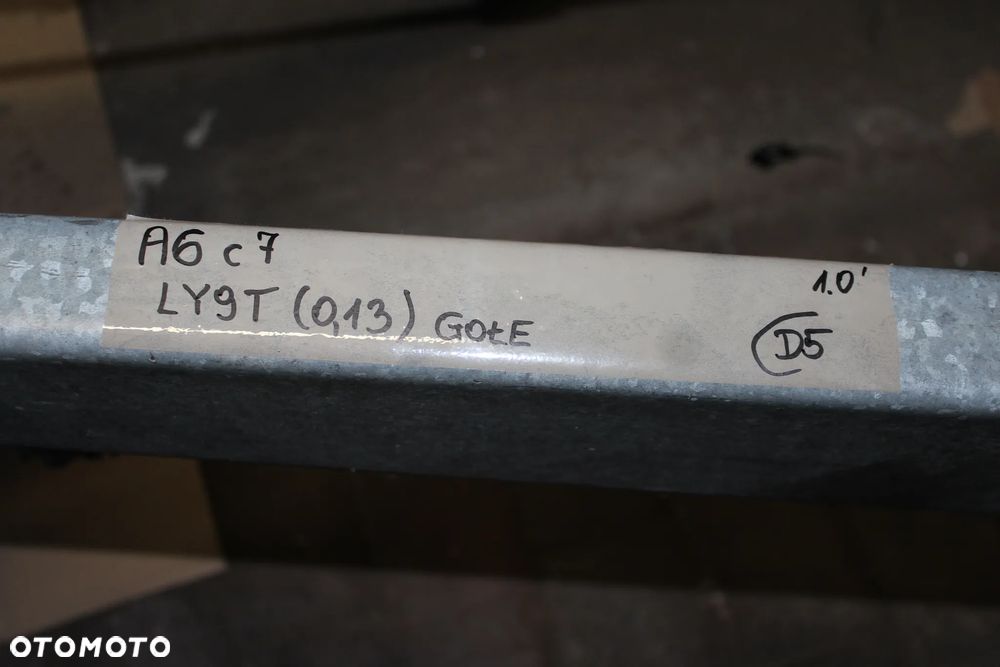 A6 c7
1.0'
LY9T (0,13) GOŁE
D5
OTOMOTO